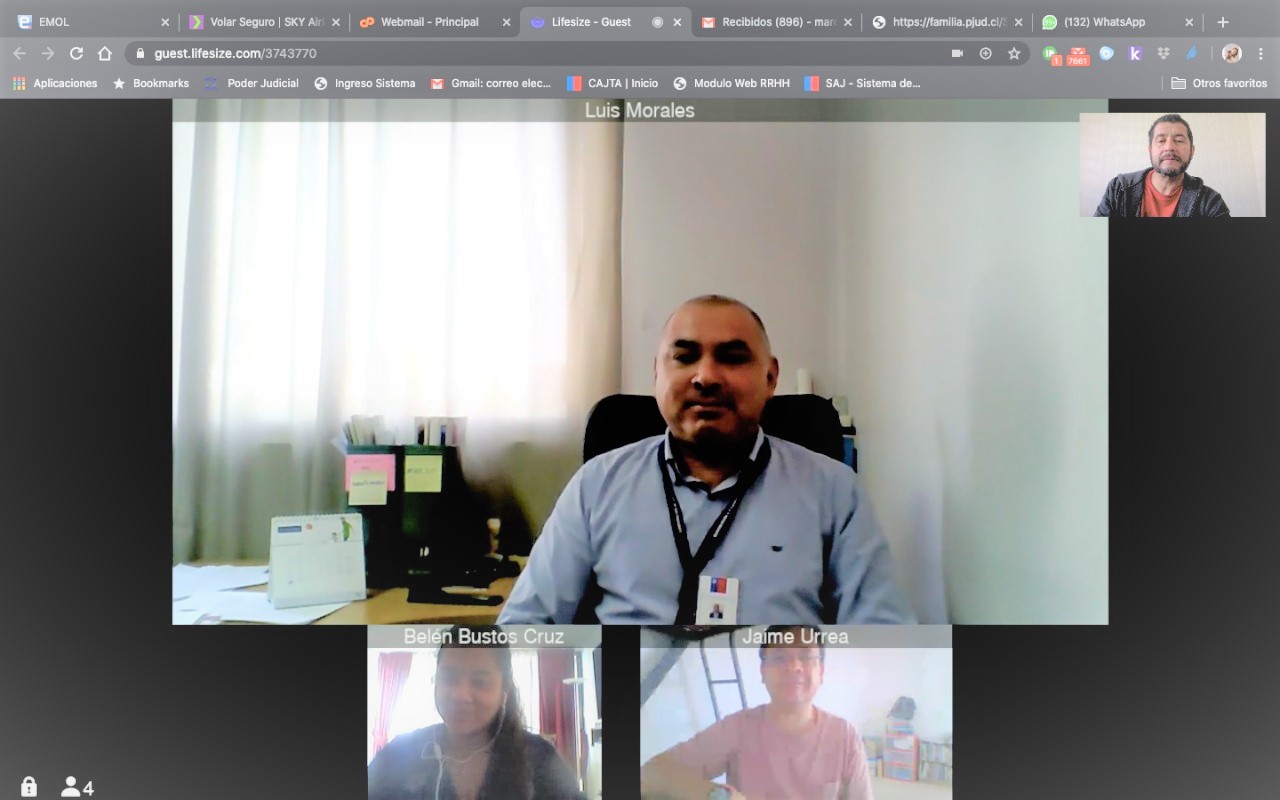 EMOL
Volar Seguro | SKY Air
Webmail - Principal
Lifesize - Guest
Recibidos (896) - mar
https://familia.pjud.cl/
(132) WhatsApp
guest.lifesize.com/3743770
1
7661
Aplicaciones
Bookmarks
Poder Judicial
Ingreso Sistema
Gmail: correo elec...
CAJTA | Inicio
Modulo Web RRHH
SAJ - Sistema de...
Otros favoritos
Luis Morales
Belén Bustos Cruz
Jaime Urrea
4